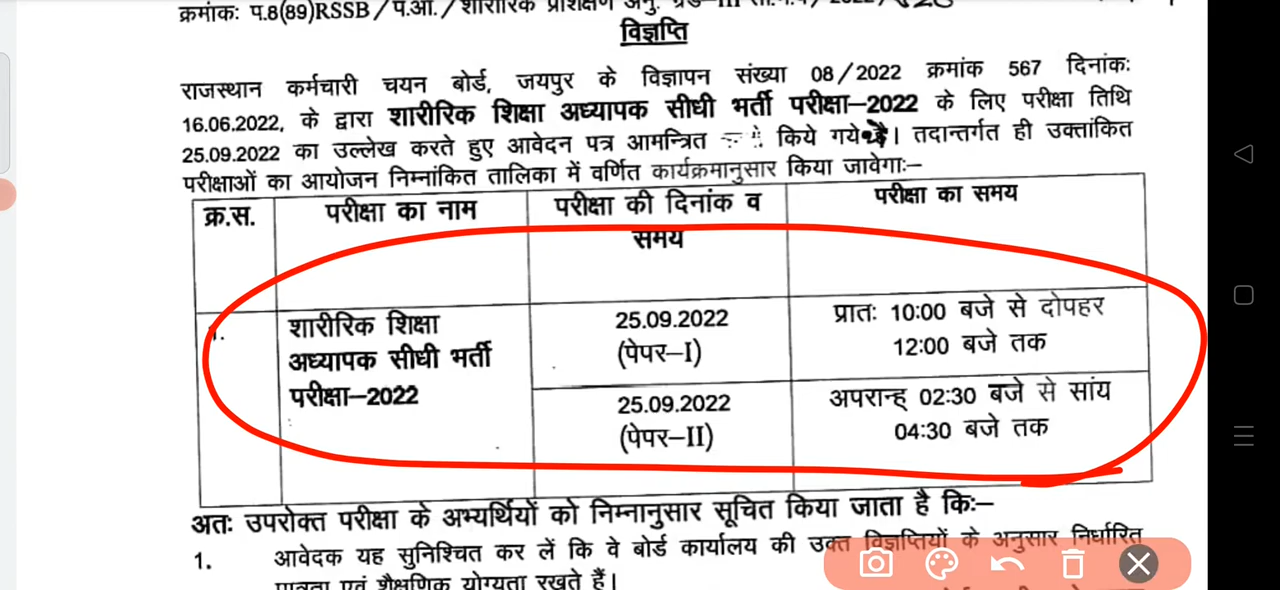 क्रमांकः प.8(89)RSSB/प.आ./शारीरिक प्रशिक्षण अनु. ग्रेड-III
विज्ञप्ति
राजस्थान कर्मचारी चयन बोर्ड, जयपुर के विज्ञापन संख्या 08/2022 क्रमांक 567 दिनांकः
16.06.2022, के द्वारा शारीरिक शिक्षा अध्यापक सीधी भर्ती परीक्षा-2022 के लिए परीक्षा तिथि
25.09.2022 का उल्लेख करते हुए आवेदन पत्र आमन्त्रित किये गये है। तदान्तर्गत ही उक्तांकित
परीक्षाओं का आयोजन निम्नांकित तालिका में वर्णित कार्यक्रमानुसार किया जावेगाः-
क्र.स. परीक्षा का नाम परीक्षा की दिनांक व परीक्षा का समय
समय
1. शारीरिक शिक्षा 25.09.2022 प्रातः 10:00 बजे से दोपहर
अध्यापक सीधी भर्ती (पेपर-I) 12:00 बजे तक
परीक्षा-2022 25.09.2022 अपरान्ह् 02:30 बजे से सांय
(पेपर-II) 04:30 बजे तक
अतः उपरोक्त परीक्षा के अभ्यर्थियों को निम्नानुसार सूचित किया जाता है किः-
1. आवेदक यह सुनिश्चित कर लें कि वे बोर्ड कार्यालय की उक्त विज्ञप्तियों के अनुसार निर्धारित
पात्रता एवं शैक्षणिक योग्यता रखते हैं।